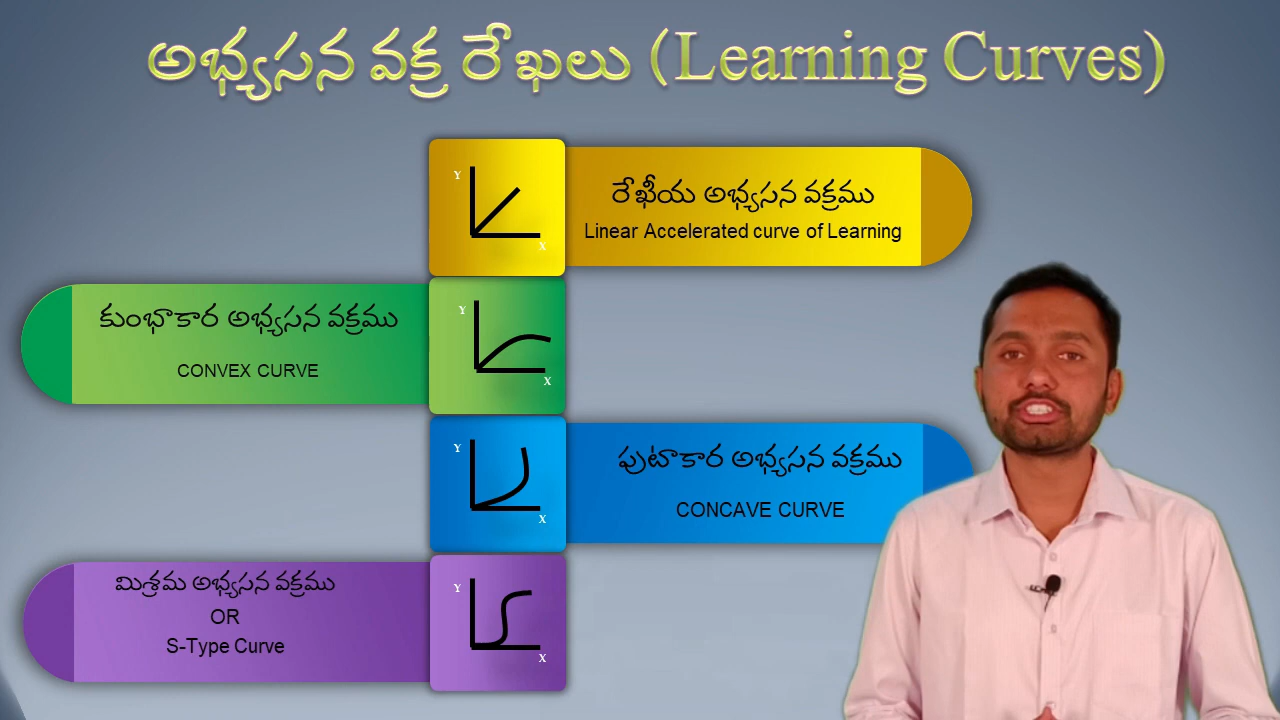 అభ్యసన వక్ర రేఖలు (Learning Curves)
Y
X
రేఖీయ అభ్యసన వక్రము
Linear Accelerated curve of Learning
కుంభాకార అభ్యసన వక్రము
CONVEX CURVE
Y
X
Y
X
పుటాకార అభ్యసన వక్రము
CONCAVE CURVE
మిశ్రమ అభ్యసన వక్రము
OR
S-Type Curve
Y
X